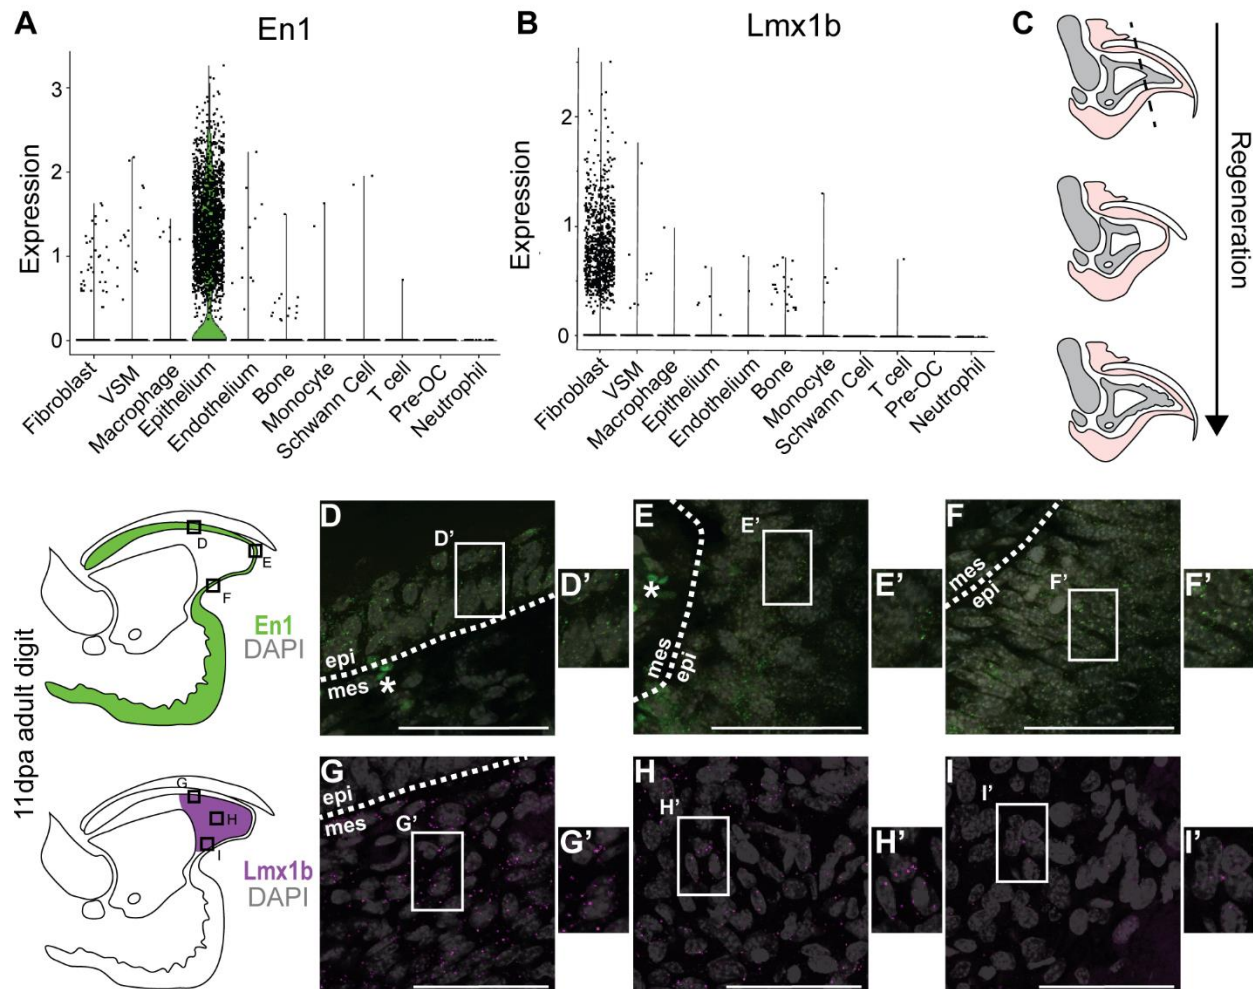 A
En1
Expression
3
2
1
0
Fibroblast
VSM
Macrophage
Epithelium
Endothelium
Bone
Monocyte
Schwann Cell
T cell
Pre-OC
Neutrophil
B
Lmx1b
Expression
2
1
0
Fibroblast
VSM
Macrophage
Epithelium
Endothelium
Bone
Monocyte
Schwann Cell
T cell
Pre-OC
Neutrophil
C
Regeneration
11dpa adult digit
D
E
F
En1
DAPI
D
D'
epi
mes
*
D'
E
E'
mes
epi
*
E'
F
mes
epi
F'
F'
G
H
I
Lmx1b
DAPI
G
epi
mes
G'
G'
H
H'
H'
I
I'
I'